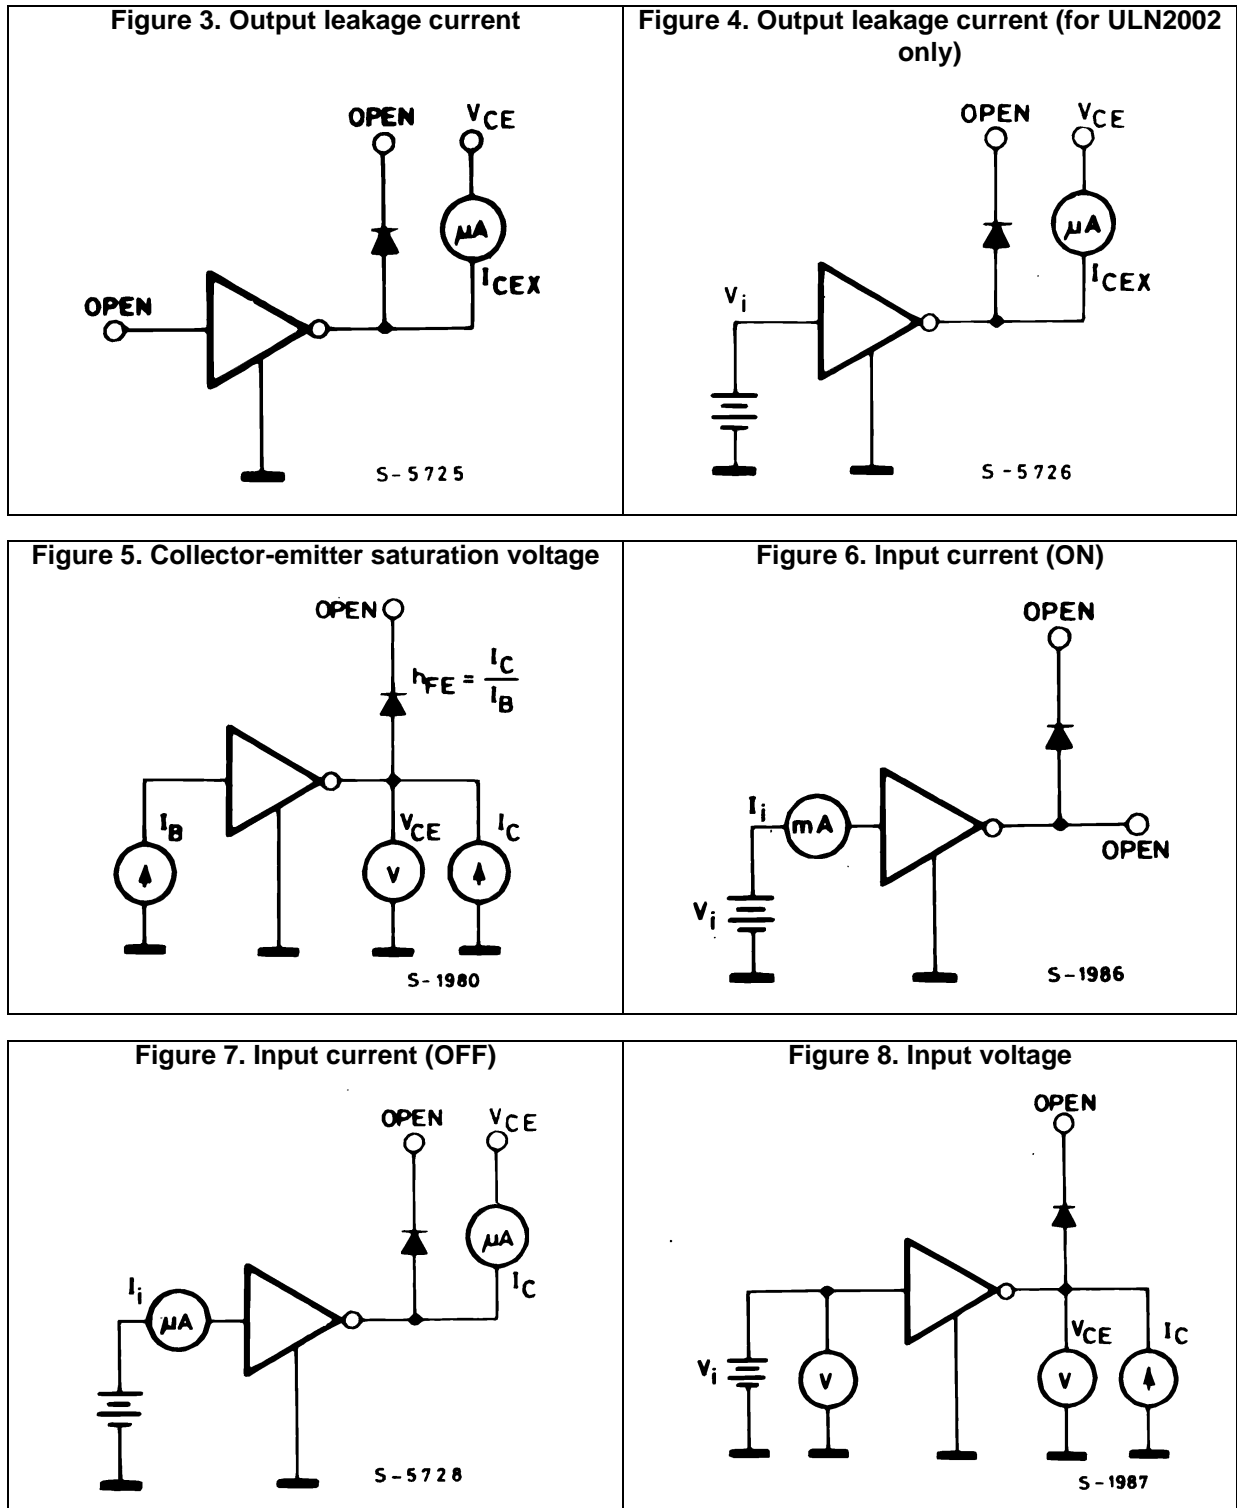 Figure 3. Output leakage current
OPEN
VCE
µA
ICEX
OPEN
S-5725
Figure 4. Output leakage current (for ULN2002
only)
OPEN
VCE
µA
ICEX
Vi
S-5726
Figure 5. Collector-emitter saturation voltage
OPEN
hFE = IC
IB
IB
VCE
IC
V
S-1980
Figure 6. Input current (ON)
OPEN
Ii
mA
OPEN
Vi
S-1986
Figure 7. Input current (OFF)
OPEN
VCE
µA
IC
Ii
µA
S-5728
Figure 8. Input voltage
OPEN
VCE
IC
Vi
V
V
S-1987